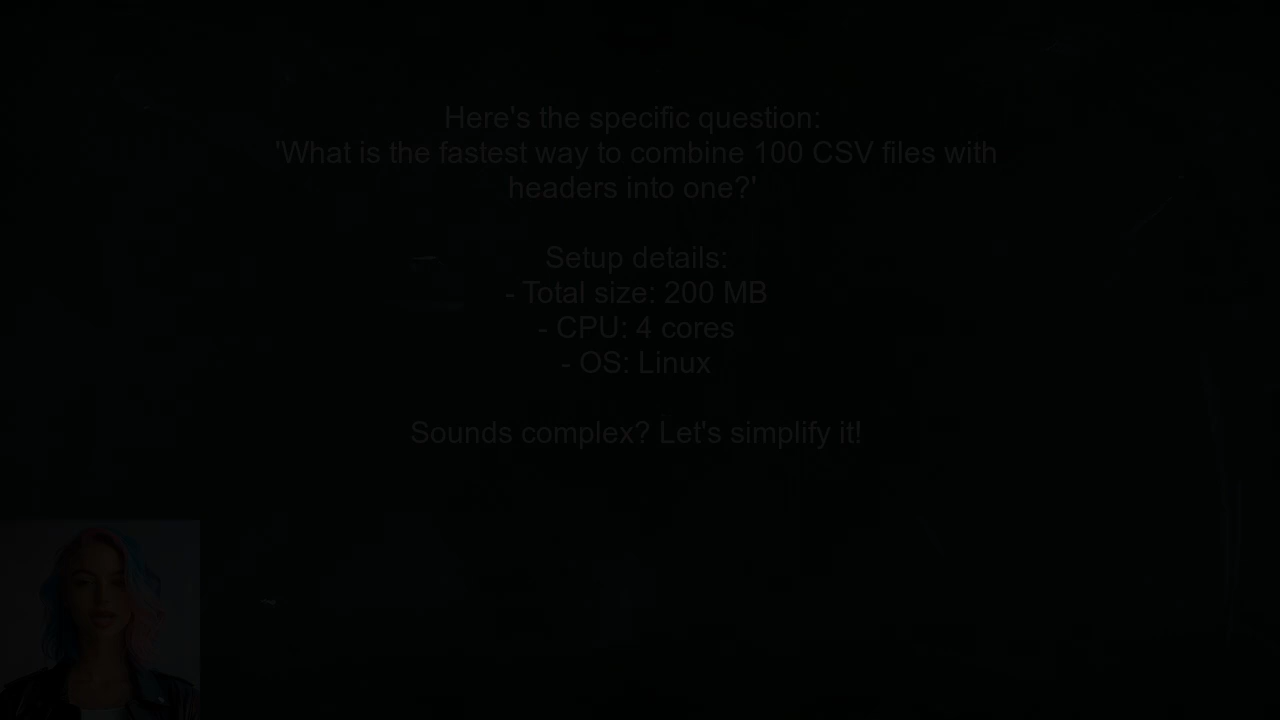 Here's the specific question:
'What is the fastest way to combine 100 CSV files with
headers into one?'
Setup details:
- Total size: 200 MB
- CPU: 4 cores
- OS: Linux
Sounds complex? Let's simplify it!